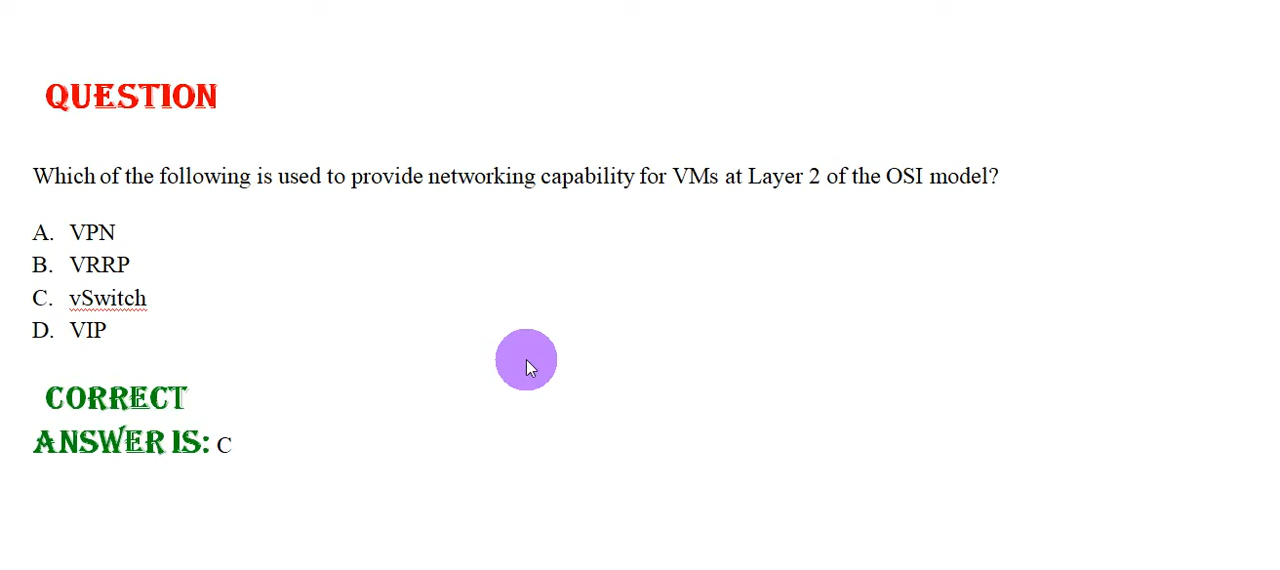 QUESTION
Which of the following is used to provide networking capability for VMs at Layer 2 of the OSI model?
A. VPN
B. VRRP
C. vSwitch
D. VIP
CORRECT
ANSWER IS: C